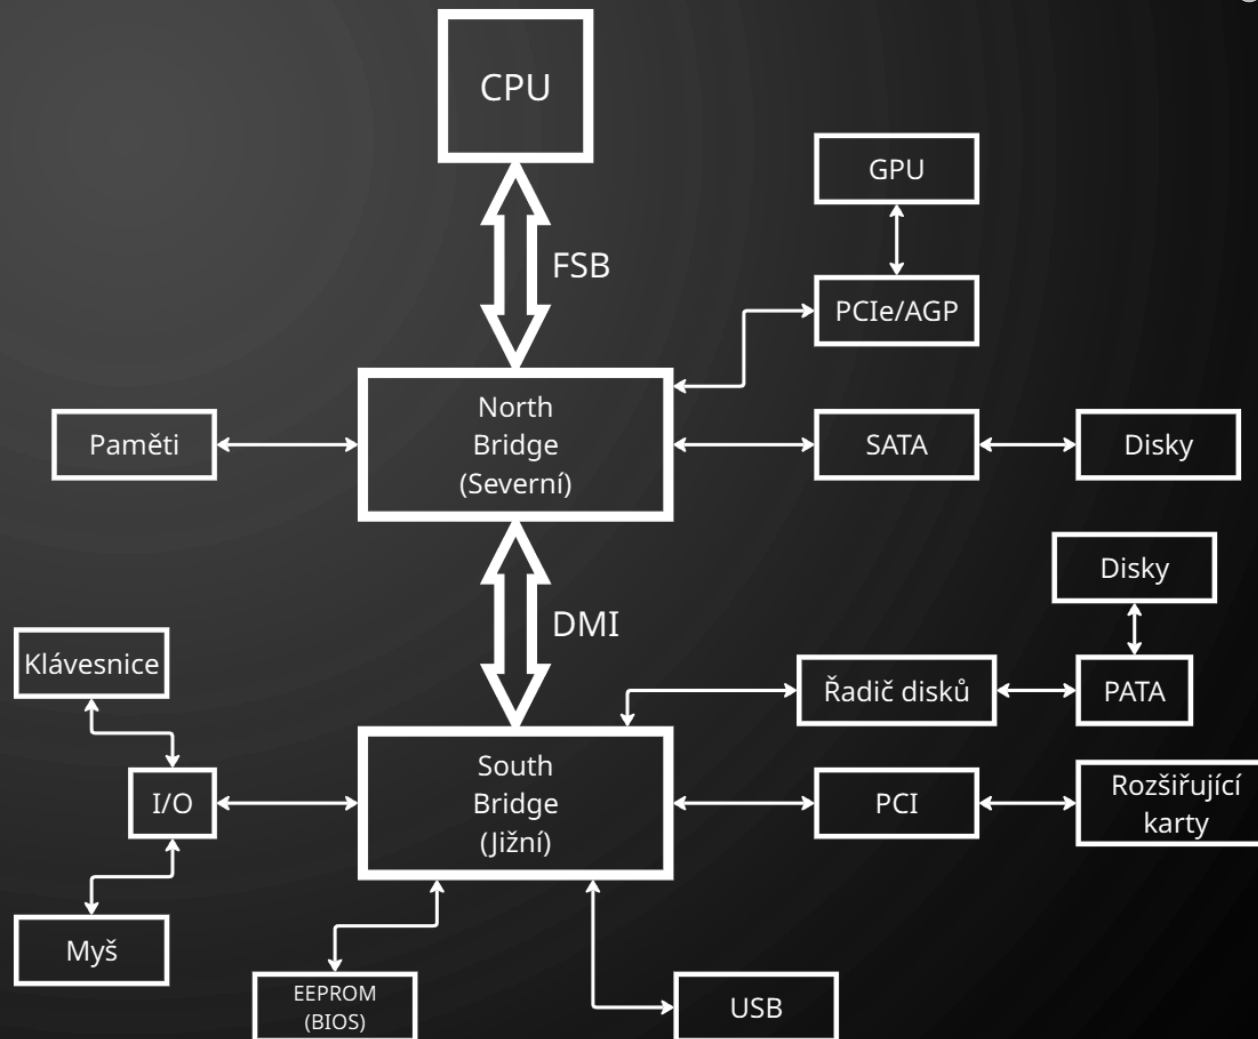 CPU
GPU
FSB
PCIe/AGP
North
Bridge
(Severní)
Paměti
SATA
Disky
Disky
DMI
Klávesnice
Řadič disků
PATA
South
Bridge
(Jižní)
I/O
PCI
Rozšiřující
karty
Myš
EEPROM
(BIOS)
USB